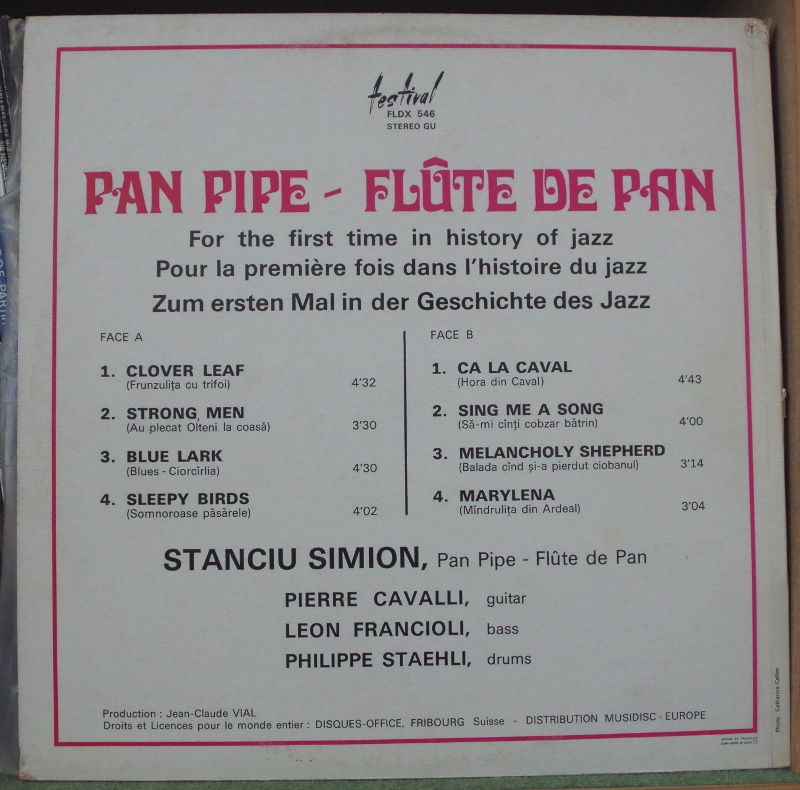 festival
FLDX 546
STEREO GU
PAN PIPE - FLÛTE DE PAN
For the first time in history of jazz
Pour la première fois dans l'histoire du jazz
Zum ersten Mal in der Geschichte des Jazz
FACE A
1. CLOVER LEAF
(Frunzulița cu trifoi) 4'32
2. STRONG, MEN
(Au plecat Olteni la coasă) 3'30
3. BLUE LARK
(Blues - Ciorcîrlia) 4'30
4. SLEEPY BIRDS
(Somnoroase păsărele) 4'02
FACE B
1. CA LA CAVAL
(Hora din Caval) 4'43
2. SING ME A SONG
(Să-mi cînți cobzar bătrin) 4'00
3. MELANCHOLY SHEPHERD
(Balada cînd și-a pierdut ciobanul) 3'14
4. MARYLENA
(Mindrulița din Ardeal) 3'04
STANCIU SIMION, Pan Pipe - Flûte de Pan
PIERRE CAVALLI, guitar
LEON FRANCIOLI, bass
PHILIPPE STAEHLI, drums
Production : Jean-Claude VIAL
Droits et Licences pour le monde entier : DISQUES-OFFICE, FRIBOURG Suisse - DISTRIBUTION MUSIDISC - EUROPE
Photo : Catherine Cellier
T